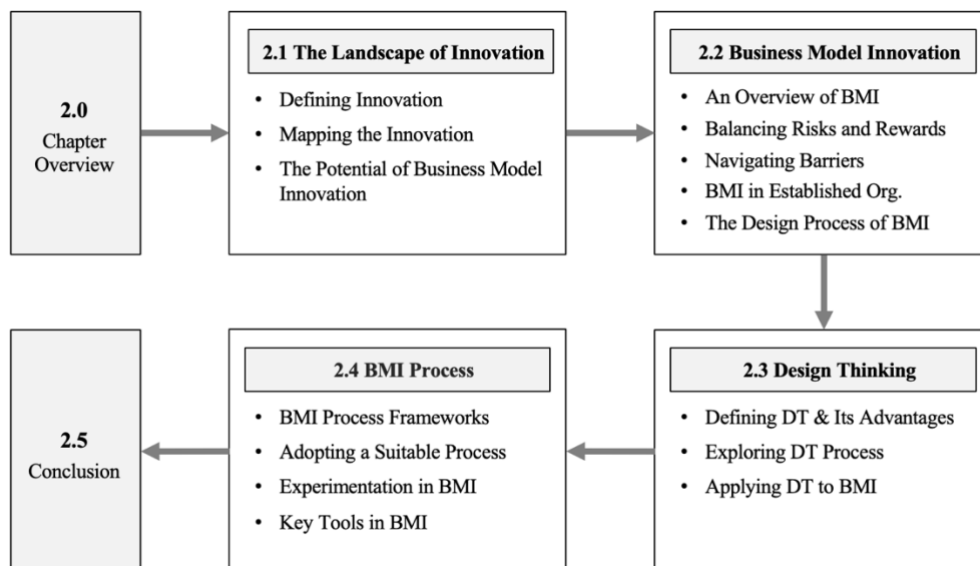 2.0
Chapter
Overview
2.1 The Landscape of Innovation
• Defining Innovation
• Mapping the Innovation
• The Potential of Business Model
Innovation
2.2 Business Model Innovation
• An Overview of BMI
• Balancing Risks and Rewards
• Navigating Barriers
• BMI in Established Org.
• The Design Process of BMI
2.3 Design Thinking
• Defining DT & Its Advantages
• Exploring DT Process
• Applying DT to BMI
2.4 BMI Process
• BMI Process Frameworks
• Adopting a Suitable Process
• Experimentation in BMI
• Key Tools in BMI
2.5
Conclusion